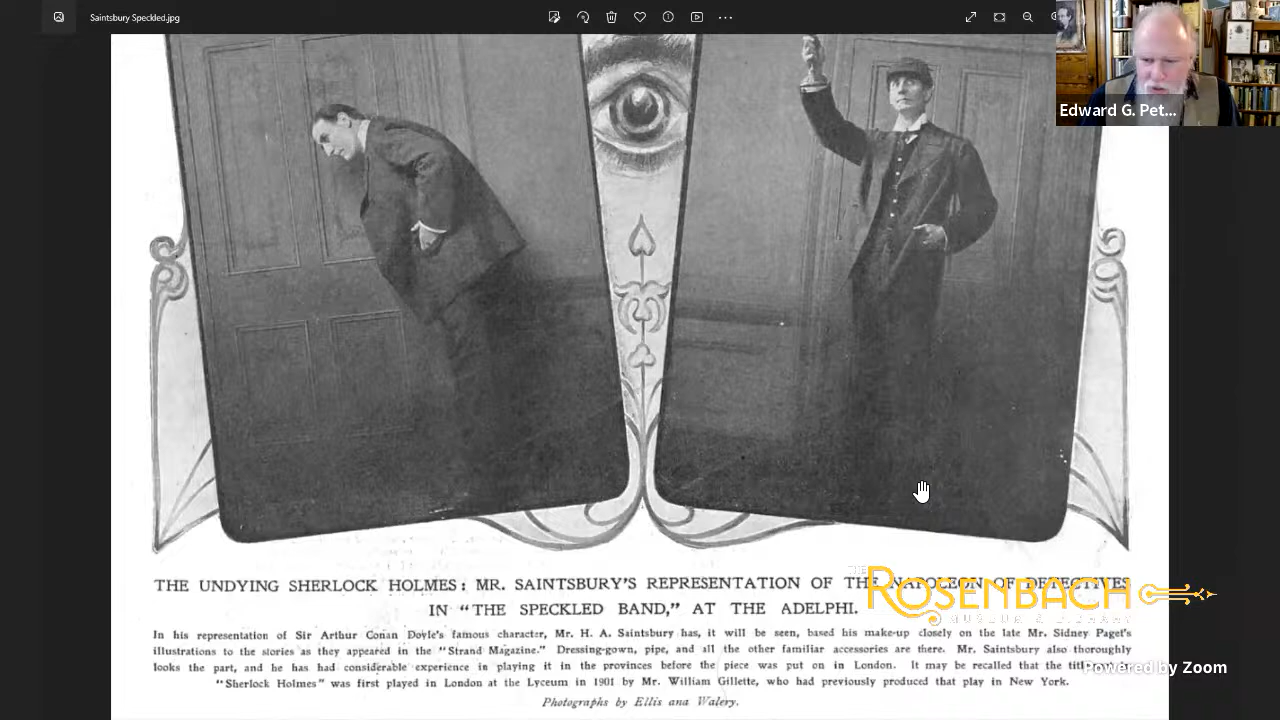 Saintsbury Speckled.jpg
Edward G. Pet...
THE UNDYING SHERLOCK HOLMES: MR. SAINTSBURY'S REPRESENTATION OF THE NAPOLEON OF DETECTIVES
IN "THE SPECKLED BAND," AT THE ADELPHI.
THE
ROSENBACH
MUSEUM & LIBRARY
In his representation of Sir Arthur Conan Doyle's famous character, Mr. H. A. Saintsbury has, it will be seen, based his make-up closely on the late Mr. Sidney Paget's
illustrations to the stories as they appeared in the "Strand Magazine." Dressing-gown, pipe, and all the other familiar accessories are there. Mr. Saintsbury also thoroughly
looks the part, and he has had considerable experience in playing it in the provinces before the piece was put on in London. It may be recalled that the
"Sherlock Holmes" was first played in London at the Lyceum in 1901 by Mr. William Gillette, who had previously produced that play in New York.
Photographs by Ellis and Walery.
Powered by Zoom